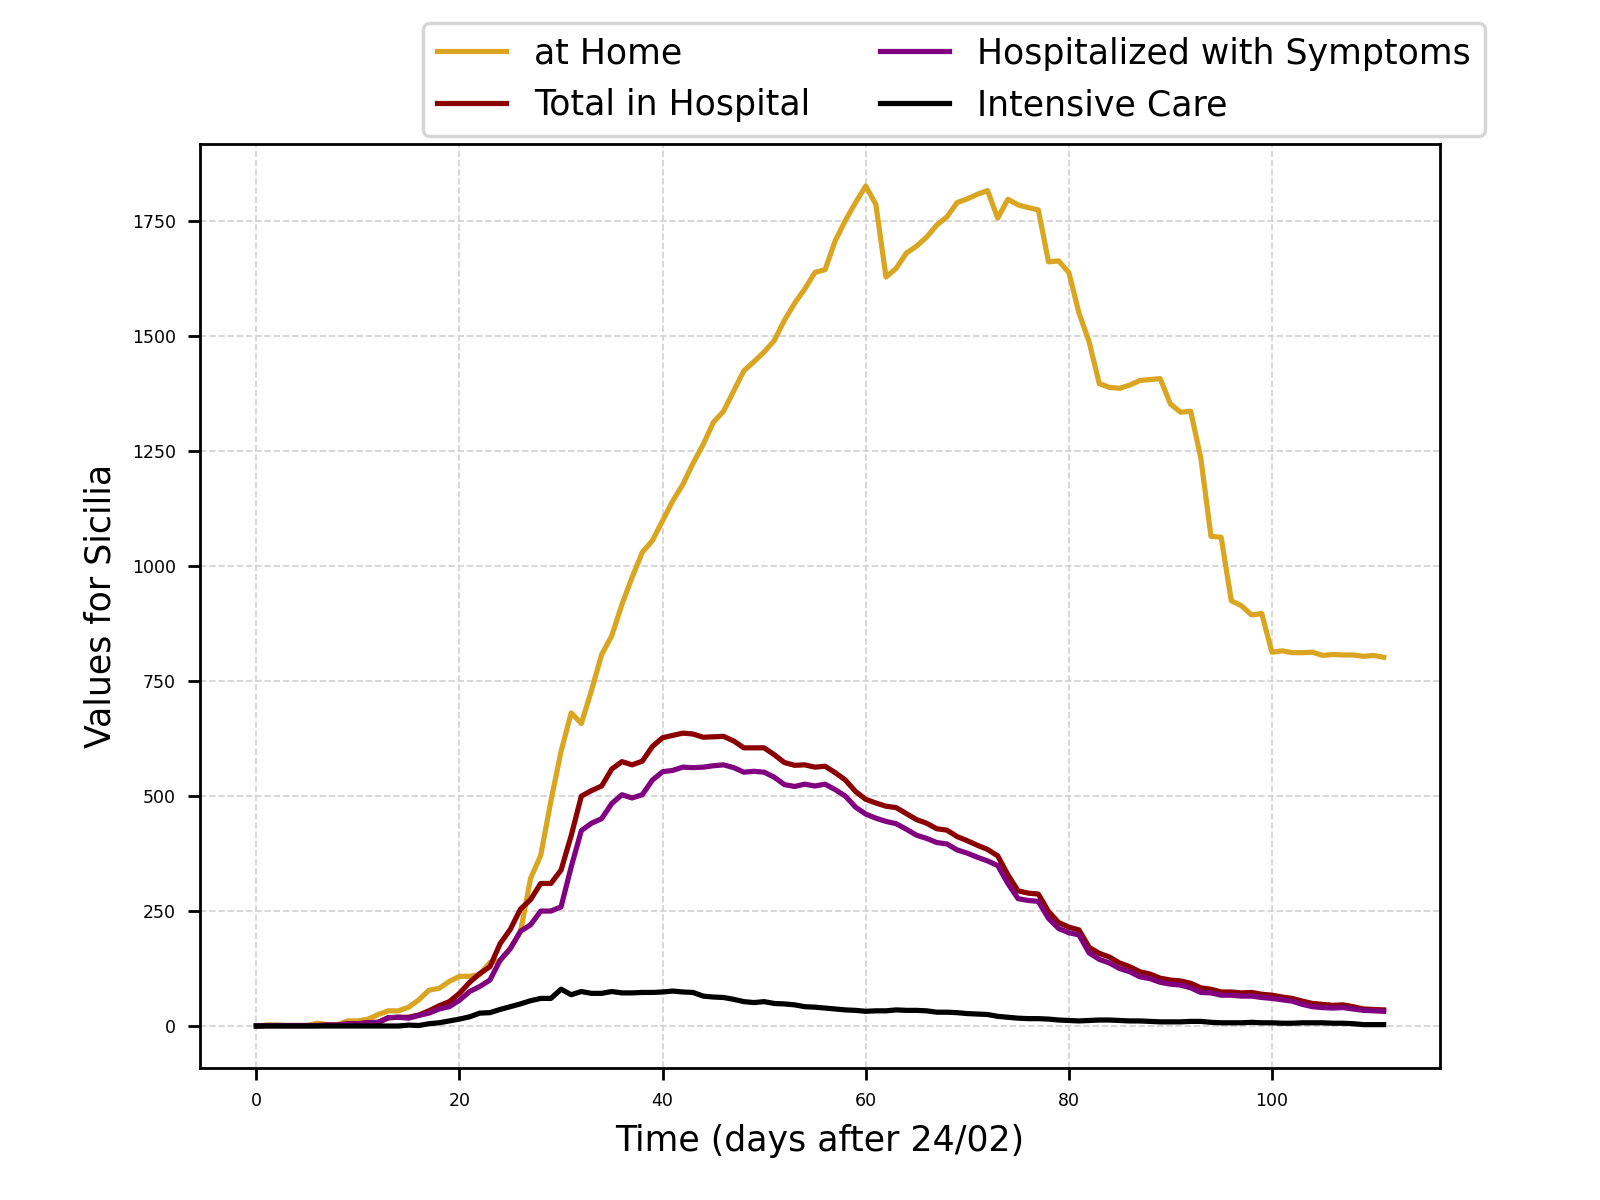 at Home
Total in Hospital
Hospitalized with Symptoms
Intensive Care
Values for Sicilia
1750
1500
1250
1000
750
500
250
0
0 20 40 60 80 100
Time (days after 24/02)